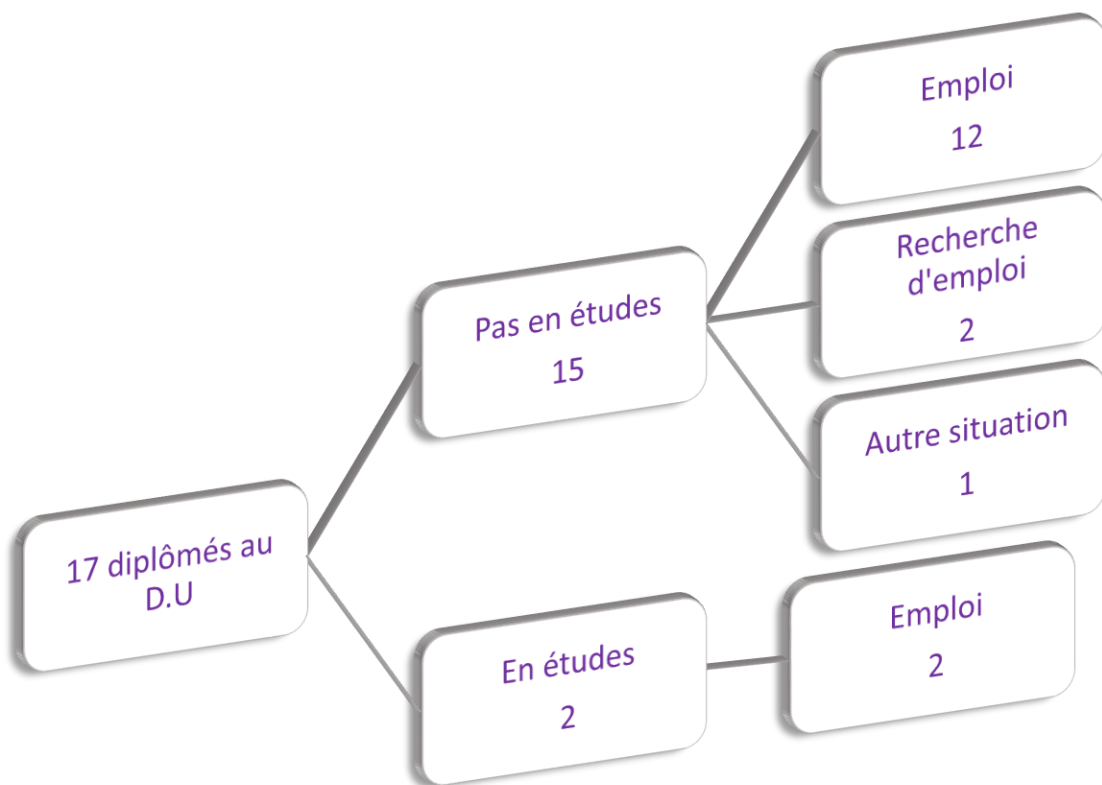 17 diplômés au
D.U
Pas en études
15
Emploi
12
Recherche
d'emploi
2
Autre situation
1
En études
2
Emploi
2